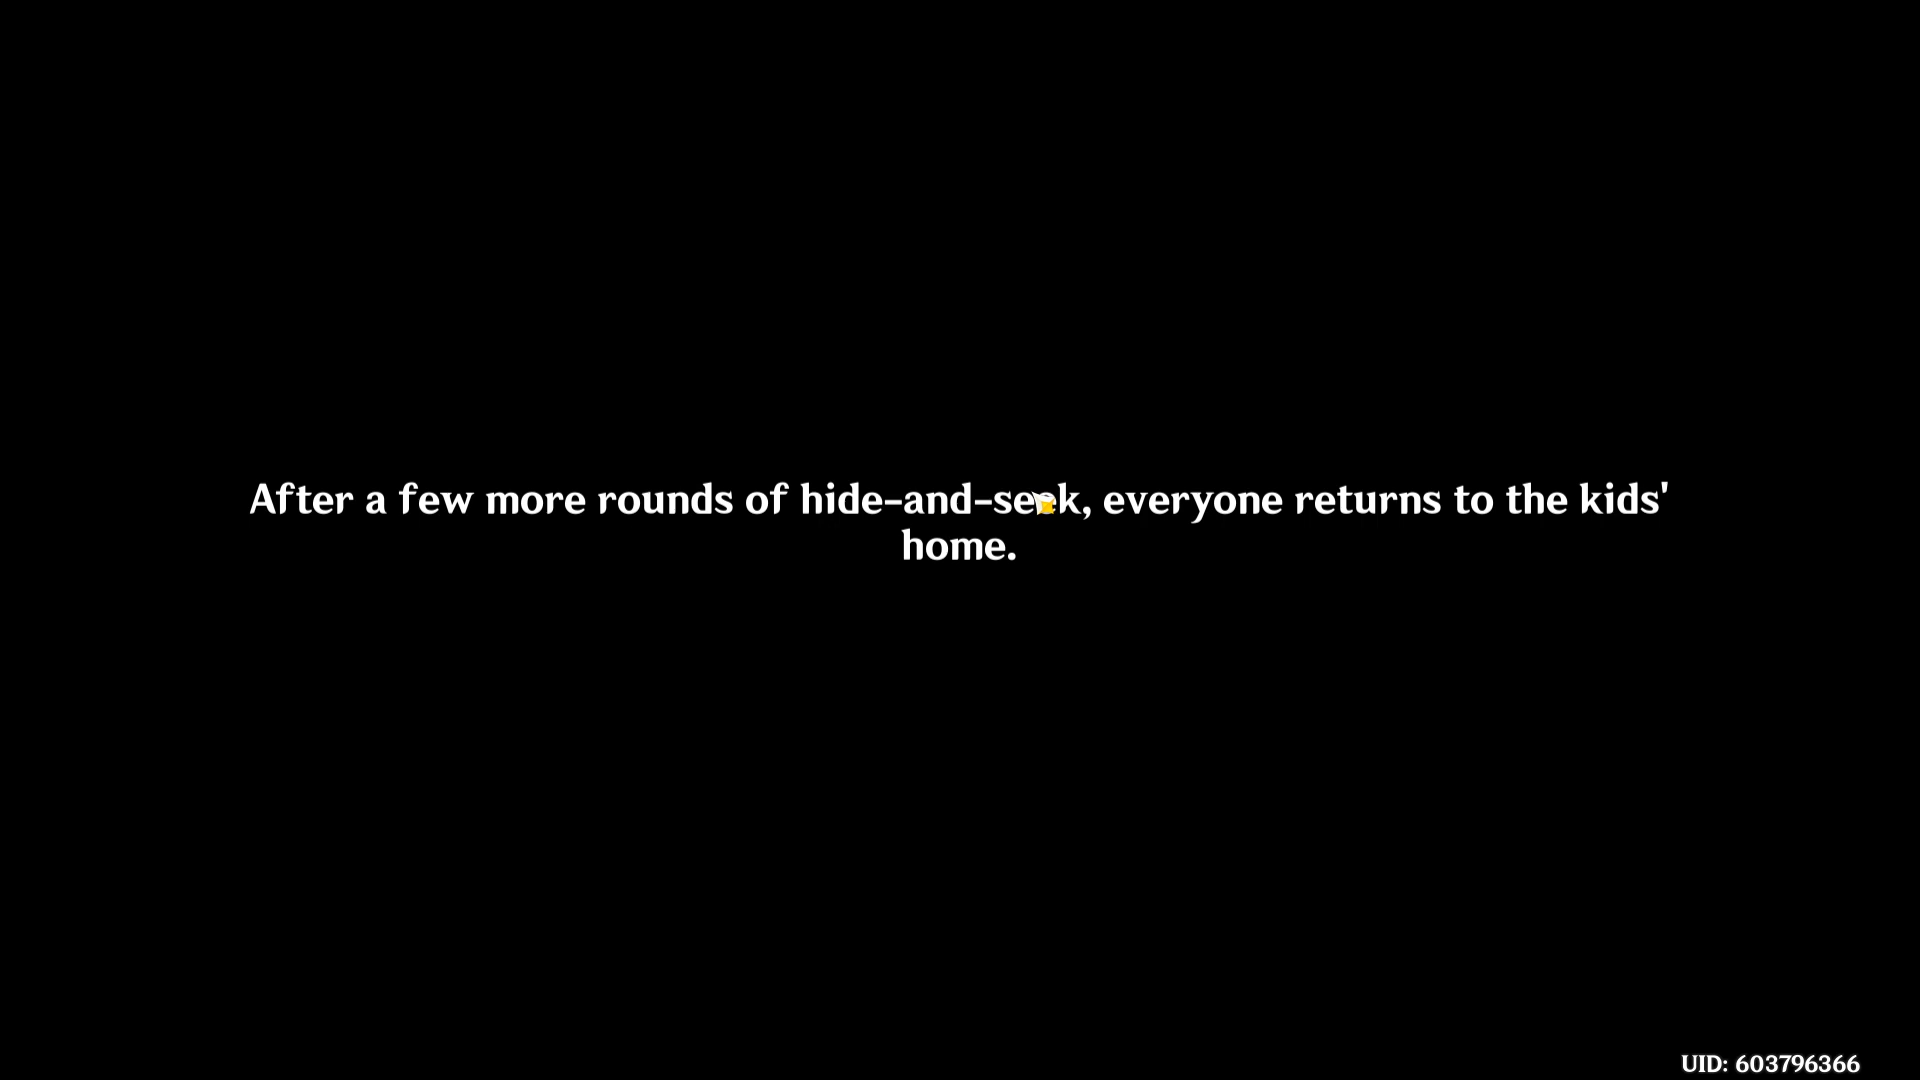 After a few more rounds of hide-and-seek, everyone returns to the kids'
home.
UID: 603796366